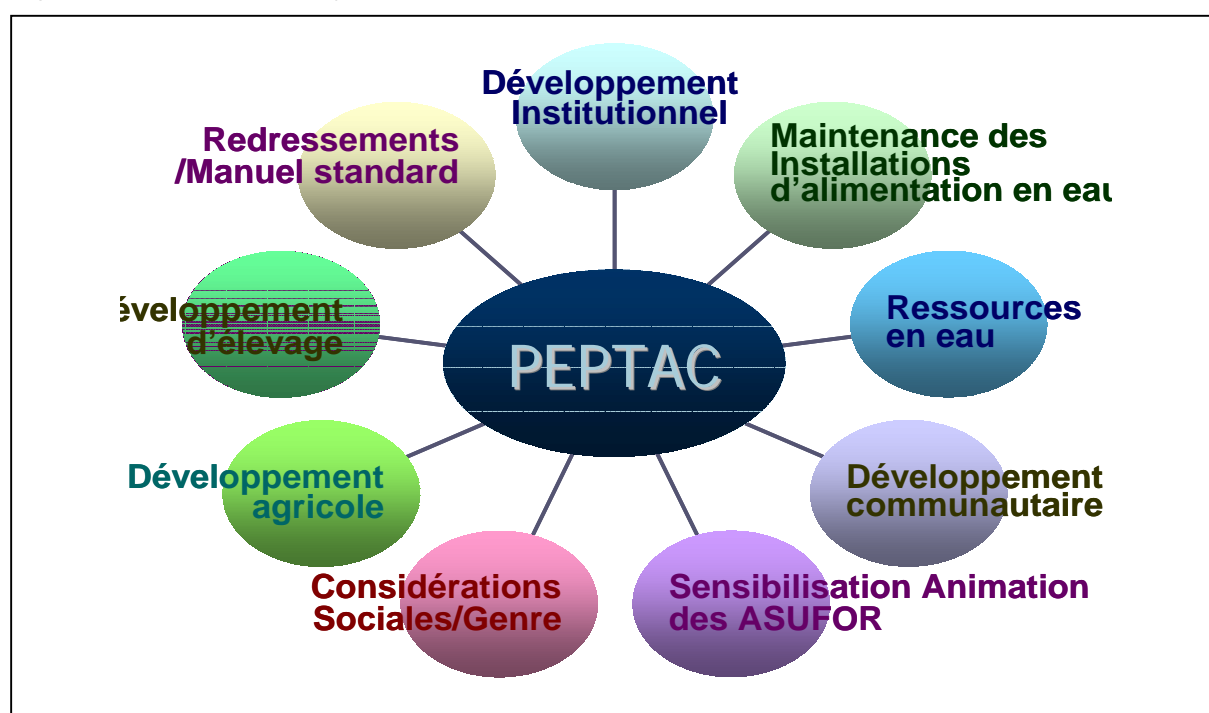 Développement
Institutionnel
Redressements
/Manuel standard
Maintenance des
Installations
d’alimentation en eau
éveloppement
d’élevage
Ressources
en eau
PEPTAC
Développement
agricole
Développement
communautaire
Considérations
Sociales/Genre
Sensibilisation Animation
des ASUFOR